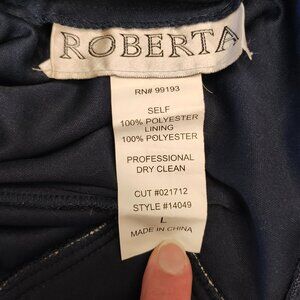 ROBERTA
RN# 99193
SELF
100% POLYESTER
LINING
100% POLYESTER
PROFESSIONAL
DRY CLEAN
CUT #021712
STYLE #14049
L
MADE IN CHINA